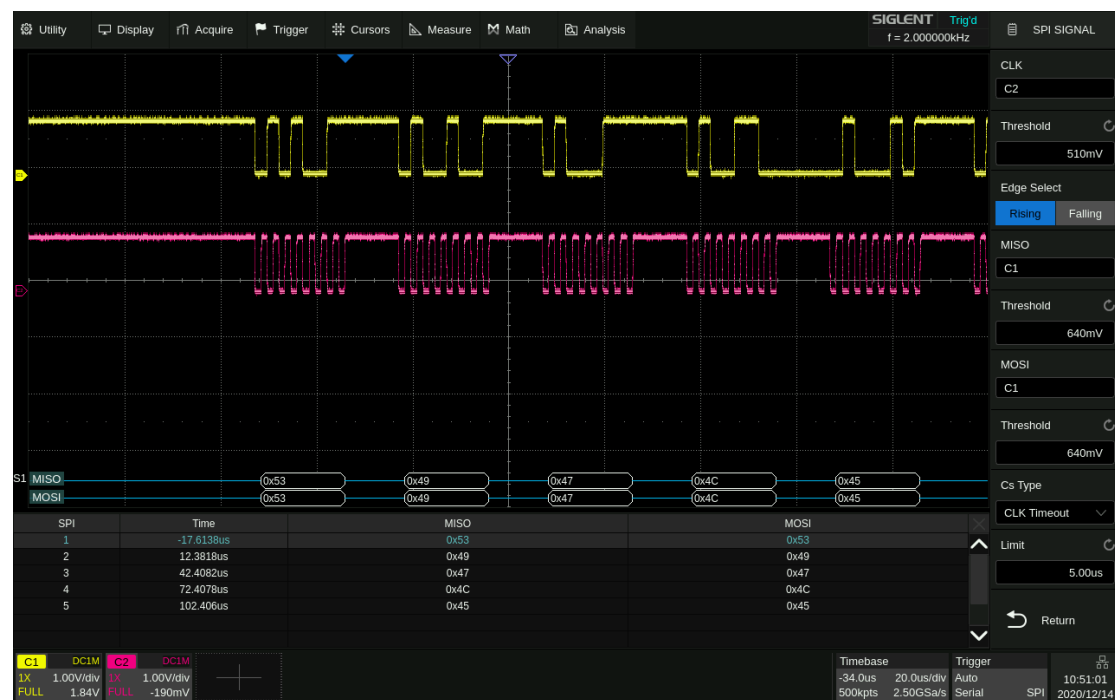 Utility Display Acquire Trigger Cursors Measure Math Analysis SIGLENT Trig'd
f = 2.000000kHz
SPI SIGNAL
CLK
C2
Threshold
510mV
Edge Select
Rising Falling
MISO
C1
Threshold
640mV
MOSI
C1
Threshold
640mV
Cs Type
CLK Timeout
Limit
5.00us
Return
C1
C2
S1 MISO 0x53 0x49 0x47 0x4C 0x45
MOSI 0x53 0x49 0x47 0x4C 0x45
SPI Time MISO MOSI
1 -17.6138us 0x53 0x53
2 12.3818us 0x49 0x49
3 42.4082us 0x47 0x47
4 72.4078us 0x4C 0x4C
5 102.406us 0x45 0x45
C1 DC1M C2 DC1M Timebase Trigger
1X 1.00V/div 1X 1.00V/div -34.0us 20.0us/div Auto 10:51:01
FULL 1.84V FULL -190mV 500kpts 2.50GSa/s Serial SPI 2020/12/14